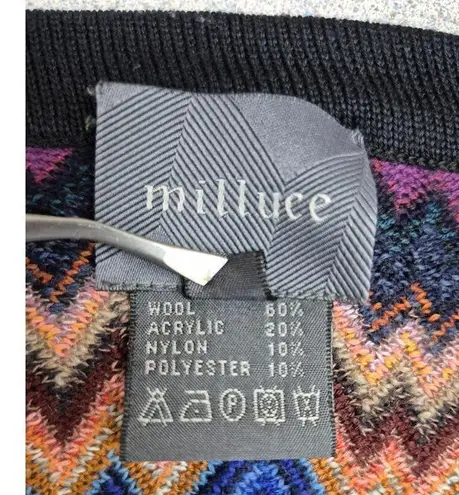 milluce
WOOL 60%
ACRYLIC 20%
NYLON 10%
POLYESTER 10%